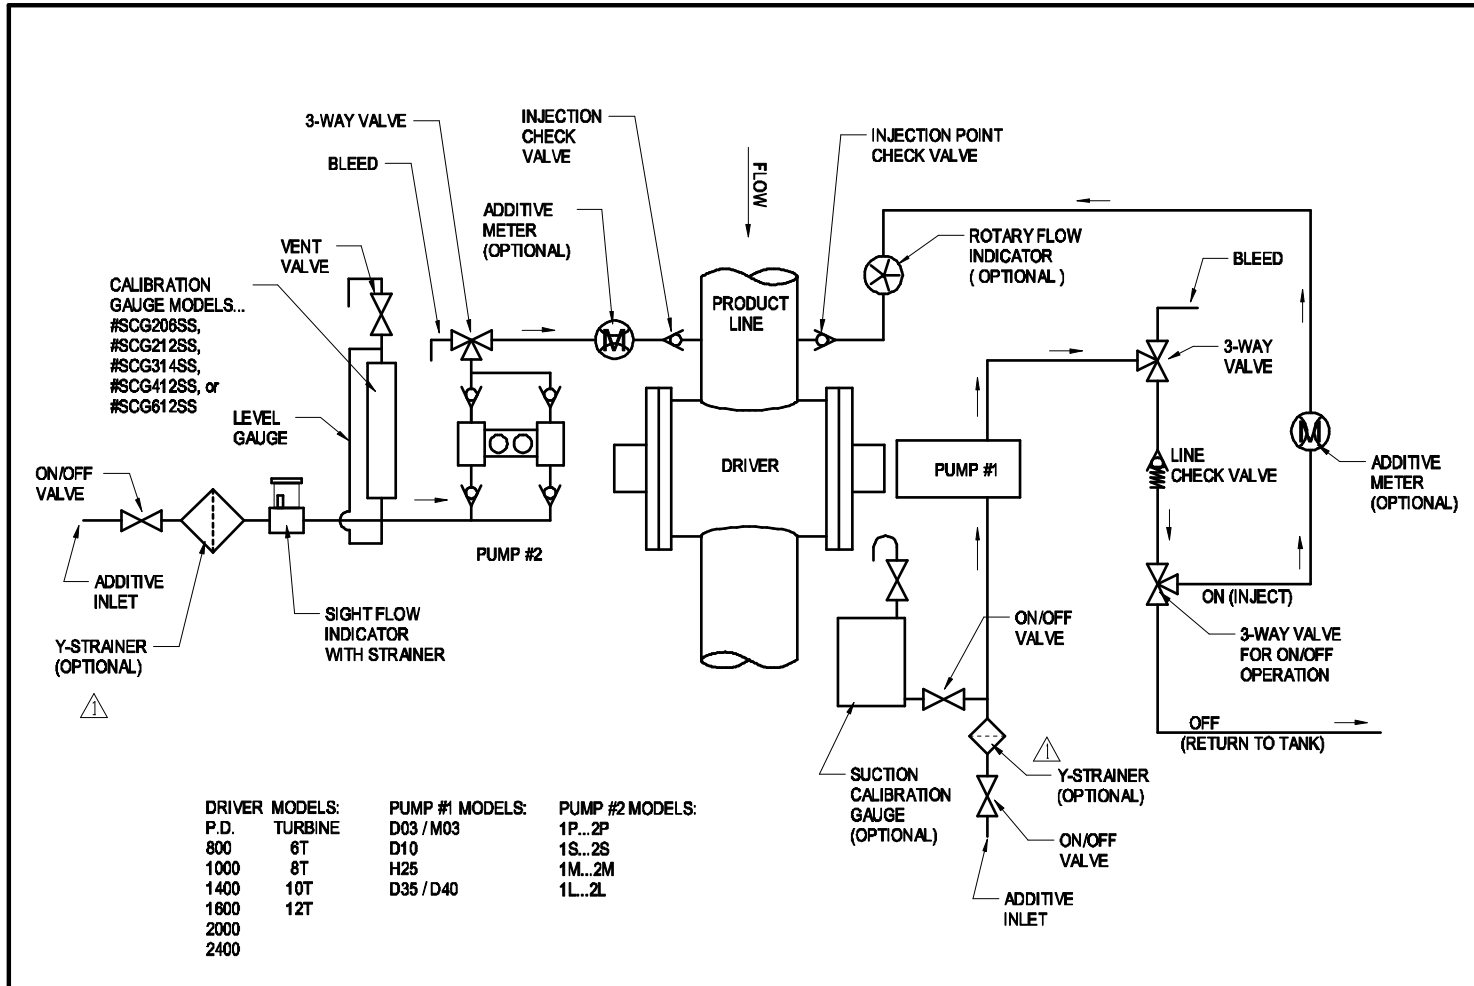 3-WAY VALVE
BLEED
INJECTION
CHECK
VALVE
FLOW
INJECTION POINT
CHECK VALVE
ADDITIVE
METER
(OPTIONAL)
VENT
VALVE
ROTARY FLOW
INDICATOR
( OPTIONAL )
BLEED
CALIBRATION
GAUGE MODELS...
#SCG206SS,
#SCG212SS,
#SCG314SS,
#SCG412SS, or
#SCG612SS
PRODUCT
LINE
3-WAY
VALVE
LEVEL
GAUGE
ON/OFF
VALVE
DRIVER
PUMP #1
LINE
CHECK VALVE
M
M
ADDITIVE
METER
(OPTIONAL)
PUMP #2
ADDITIVE
INLET
SIGHT FLOW
INDICATOR
WITH STRAINER
Y-STRAINER
(OPTIONAL)
1
ON/OFF
VALVE
ON (INJECT)
3-WAY VALVE
FOR ON/OFF
OPERATION
OFF
(RETURN TO TANK)
1
SUCTION
CALIBRATION
GAUGE
(OPTIONAL)
Y-STRAINER
(OPTIONAL)
ON/OFF
VALVE
ADDITIVE
INLET
DRIVER MODELS:
P.D. TURBINE
800 6T
1000 8T
1400 10T
1600 12T
2000
2400
PUMP #1 MODELS:
D03 / M03
D10
H25
D35 / D40
PUMP #2 MODELS:
1P...2P
1S...2S
1M...2M
1L...2L